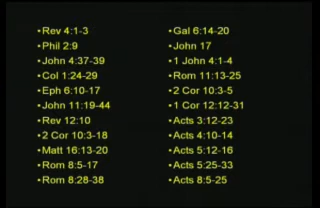 •Rev 4:1-3
•Phil 2:9
•John 4:37-39
•Col 1:24-29
•Eph 6:10-17
•John 11:19-44
•Rev 12:10
•2 Cor 10:3-18
•Matt 16:13-20
•Rom 8:5-17
•Rom 8:28-38
•Gal 6:14-20
•John 17
•1 John 4:1-4
•Rom 11:13-25
•2 Cor 10:3-5
•1 Cor 12:12-31
•Acts 3:12-23
•Acts 4:10-14
•Acts 5:12-16
•Acts 5:25-33
•Acts 8:5-25